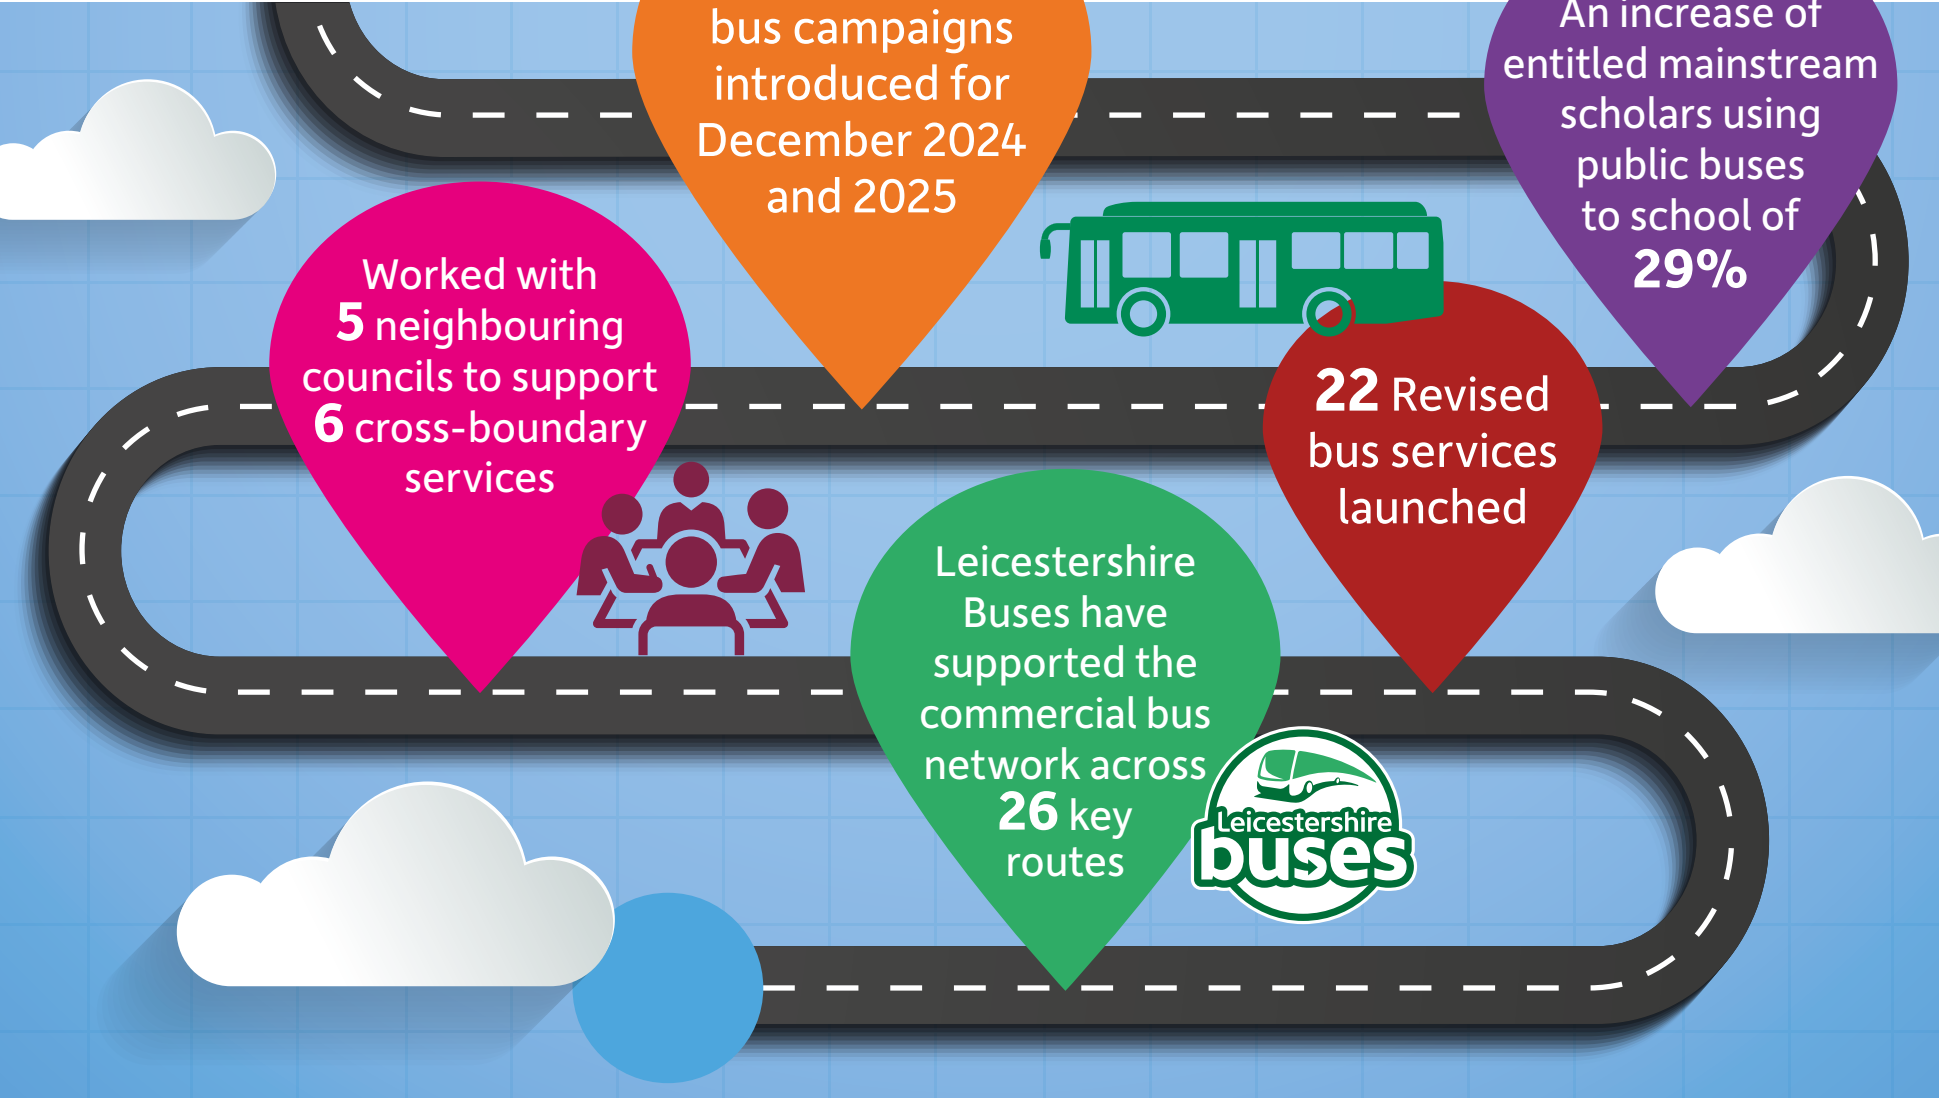 bus campaigns
introduced for
December 2024
and 2025
An increase of
entitled mainstream
scholars using
public buses
to school of
29%
Worked with
5 neighbouring
councils to support
6 cross-boundary
services
22 Revised
bus services
launched
Leicestershire
Buses have
supported the
commercial bus
network across
26 key
routes
Leicestershire
buses